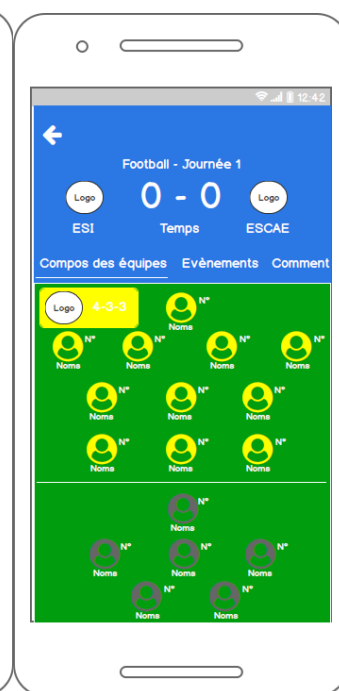 12:42
Football - Journée 1
Logo 0 - 0 Logo
ESI Temps ESCAE
Compos des équipes Evènements Comment
Logo 4-3-3 N°
Noms
N° N° N° N°
Noms Noms Noms Noms
N° N° N°
Noms Noms Noms
N° N° N°
Noms Noms Noms
N°
Noms
N° N° N°
Noms Noms Noms
N° N°
Noms Noms